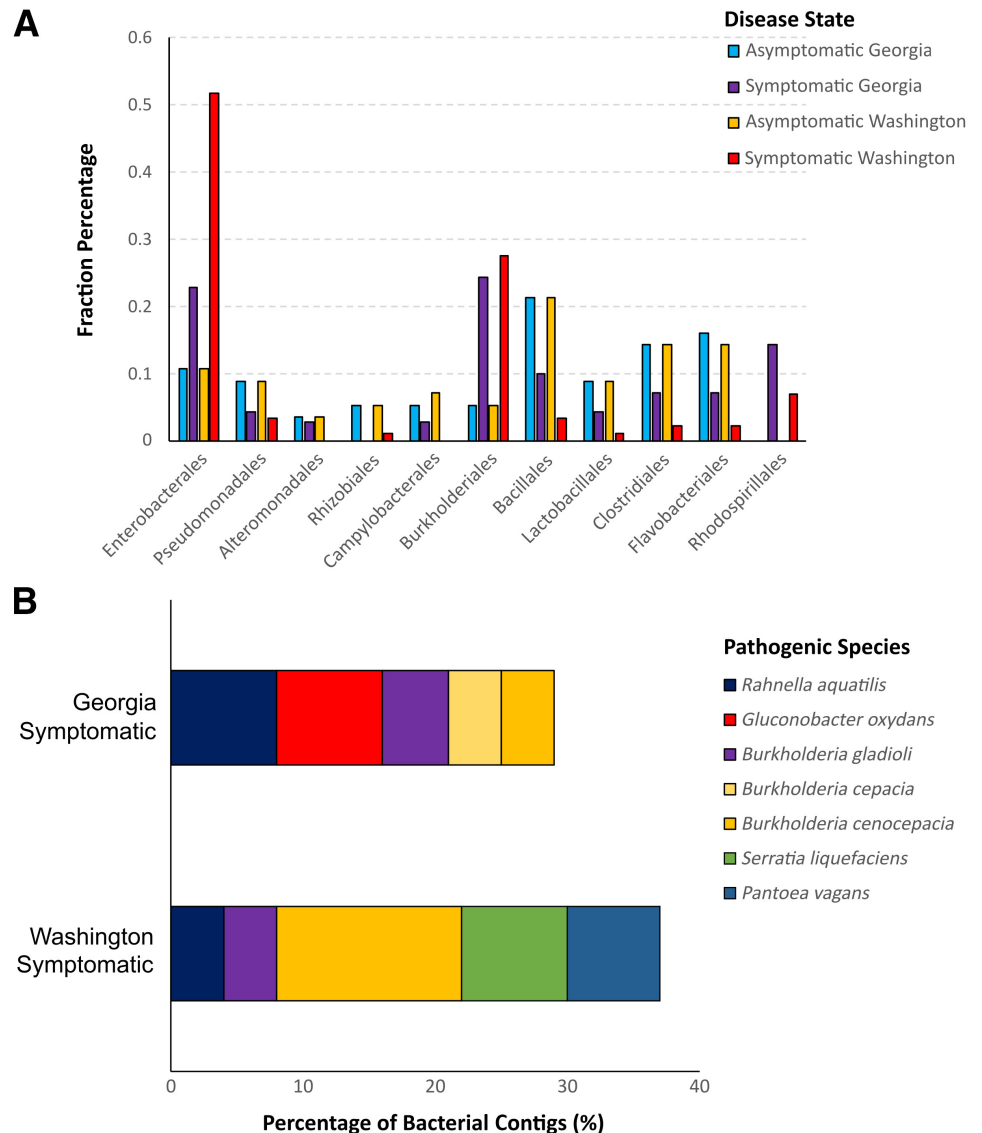 A
Disease State
Asymptomatic Georgia
Symptomatic Georgia
Asymptomatic Washington
Symptomatic Washington
Fraction Percentage
0.6
0.5
0.4
0.3
0.2
0.1
0
Enterobacterales
Pseudomonadales
Alteromonadales
Rhizobiales
Campylobacterales
Burkholderiales
Bacillales
Lactobacillales
Clostridiales
Flavobacteriales
Rhodospirillales
B
Georgia
Symptomatic
Washington
Symptomatic
Pathogenic Species
Rahnella aquatilis
Gluconobacter oxydans
Burkholderia gladioli
Burkholderia cepacia
Burkholderia cenocepacia
Serratia liquefaciens
Pantoea vagans
0 10 20 30 40
Percentage of Bacterial Contigs (%)